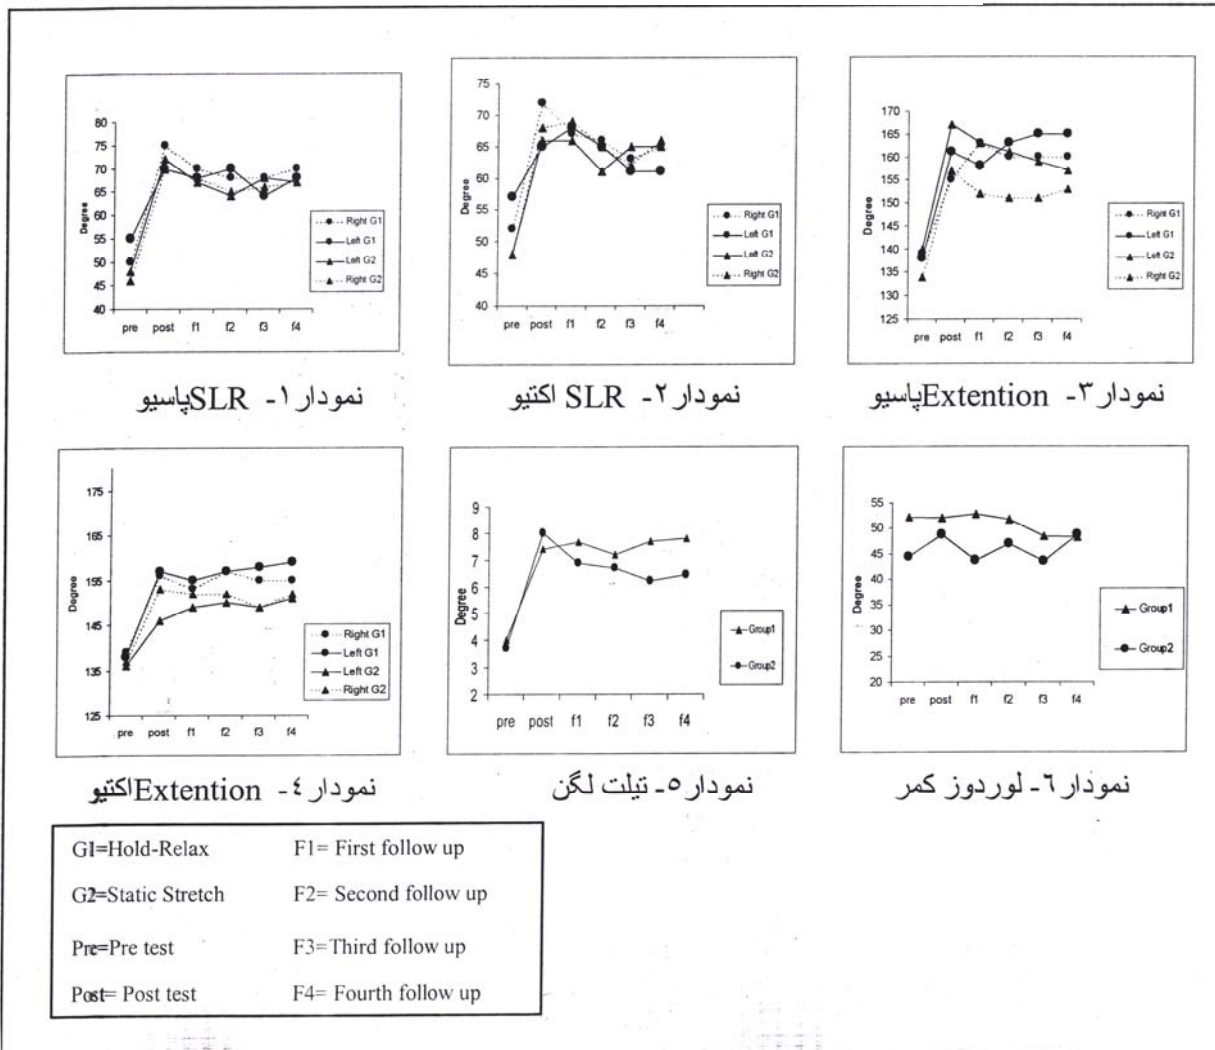 80
75
70
65
60
55
50
45
40
Degree
pre post f1 f2 f3 f4
Right G1
Left G1
Left G2
Right G2
نمودار ۱- SLR پاسیو
75
70
65
60
55
50
45
40
Degree
pre post f1 f2 f3 f4
Right G1
Left G1
Left G2
Right G2
نمودار ۲- SLR اکتیو
170
165
160
155
150
145
140
135
130
125
Degree
pre post f1 f2 f3 f4
Right G1
Left G1
Left G2
Right G2
نمودار ۳- Extention پاسیو
175
165
155
145
135
125
Degree
pre post f1 f2 f3 f4
Right G1
Left G1
Left G2
Right G2
نمودار ٤- Extention اکتیو
9
8
7
6
5
4
3
2
Degree
pre post f1 f2 f3 f4
Group1
Group2
نمودار ٥- تیلت لگن
55
50
45
40
35
30
25
20
Degree
pre post f1 f2 f3 f4
Group1
Group2
نمودار ٦- لوردوز کمر
G1=Hold-Relax F1= First follow up
G2=Static Stretch F2= Second follow up
Pre=Pre test F3=Third follow up
Post= Post test F4= Fourth follow up